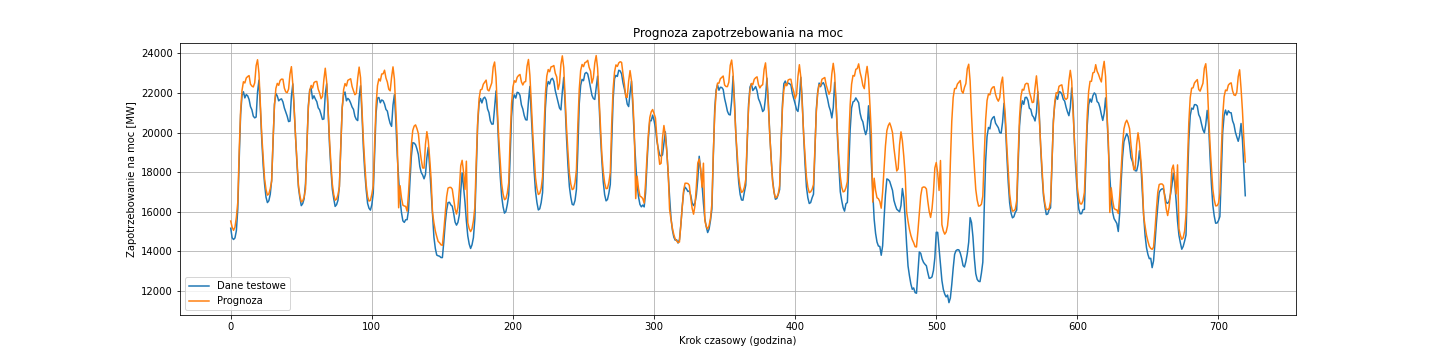 Prognoza zapotrzebowania na moc
Zapotrzebowanie na moc [MW]
24000
22000
20000
18000
16000
14000
12000
Dane testowe
Prognoza
0 100 200 300 400 500 600 700
Krok czasowy (godzina)